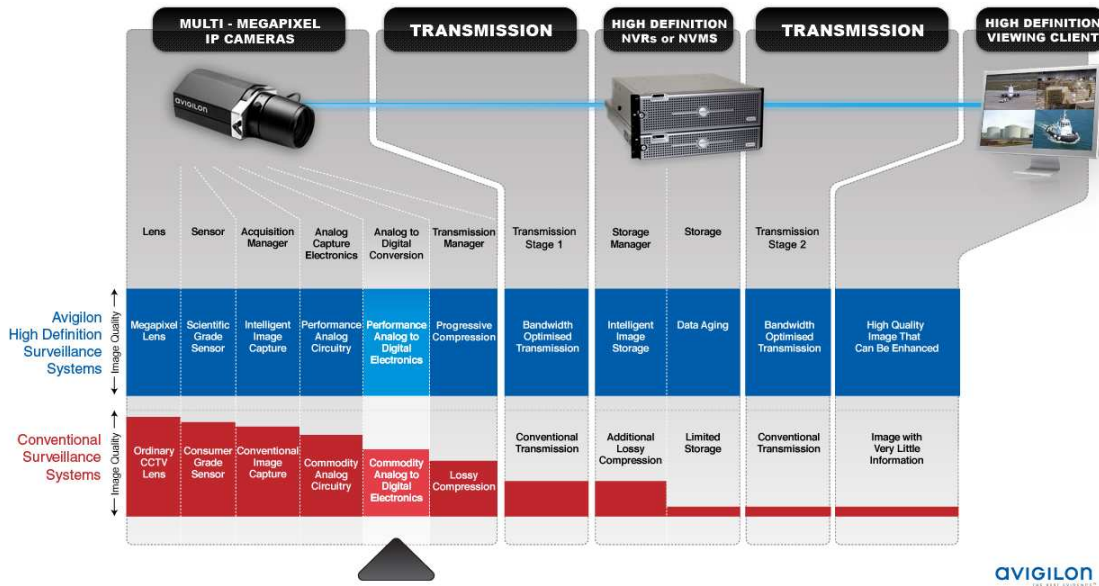 MULTI - MEGAPIXEL
IP CAMERAS
TRANSMISSION
HIGH DEFINITION
NVRs or NVMS
TRANSMISSION
HIGH DEFINITION
VIEWING CLIENT
avigilon
Lens
Sensor
Acquisition
Manager
Analog
Capture
Electronics
Analog to
Digital
Conversion
Transmission
Manager
Transmission
Stage 1
Storage
Manager
Storage
Transmission
Stage 2
Avigilon
High Definition
Surveillance
Systems
Image Quality
Megapixel
Lens
Scientific
Grade
Sensor
Intelligent
Image
Capture
Performance
Analog
Circuitry
Performance
Analog to
Digital
Electronics
Progressive
Compression
Bandwidth
Optimised
Transmission
Intelligent
Image
Storage
Data Aging
Bandwidth
Optimised
Transmission
High Quality
Image That
Can Be Enhanced
Conventional
Surveillance
Systems
Image Quality
Ordinary
CCTV
Lens
Consumer
Grade
Sensor
Conventional
Image
Capture
Commodity
Analog
Circuitry
Commodity
Analog to
Digital
Electronics
Lossy
Compression
Conventional
Transmission
Additional
Lossy
Compression
Limited
Storage
Conventional
Transmission
Image with
Very Little
Information
avigilon
THE BEST EVIDENCE™